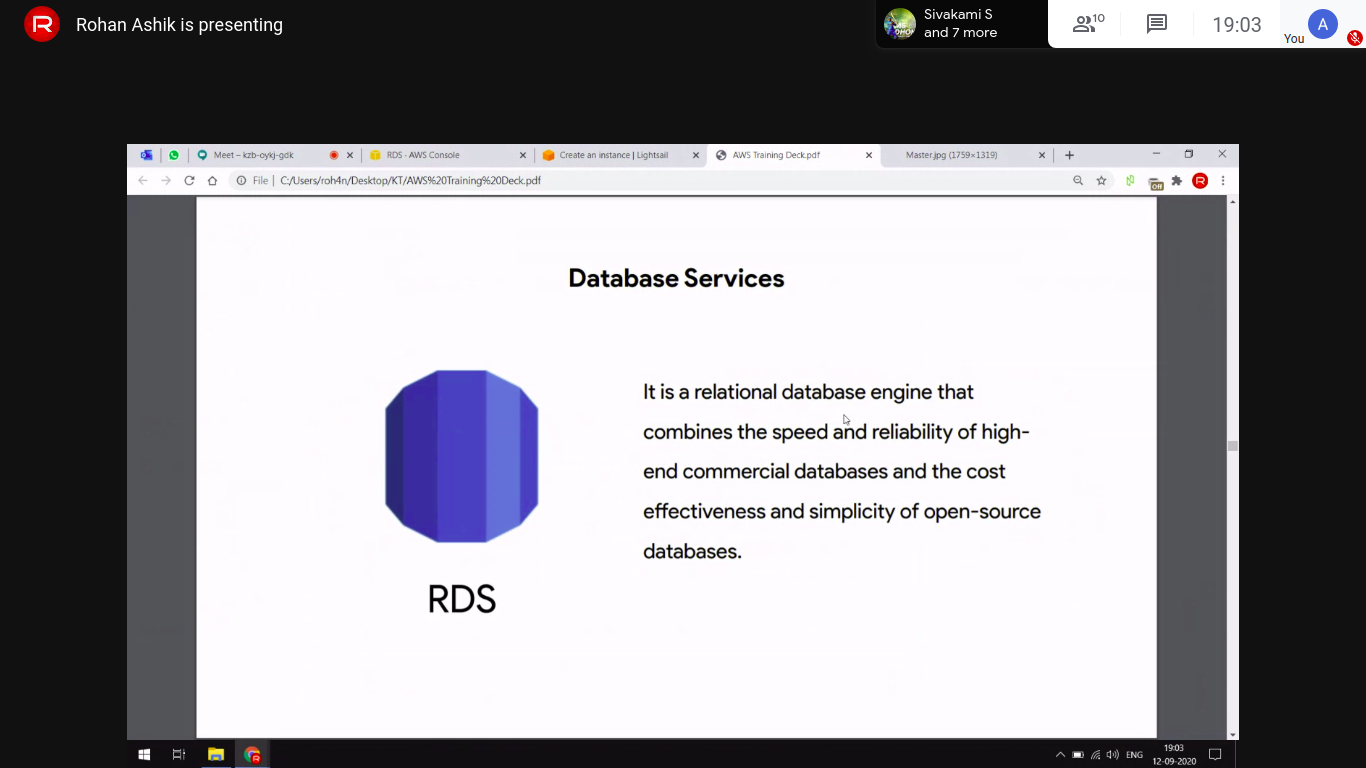 R
Rohan Ashik is presenting
Sivakami S
and 7 more
10
19:03
You
A
Meet – kzb-oykj-gdk
RDS · AWS Console
Create an instance | Lightsail
AWS Training Deck.pdf
Master.jpg (1759×1319)
File | C:/Users/roh4n/Desktop/KT/AWS%20Training%20Deck.pdf
Off
R
Database Services
It is a relational database engine that
combines the speed and reliability of high-
end commercial databases and the cost
effectiveness and simplicity of open-source
databases.
RDS
ENG
19:03
12-09-2020